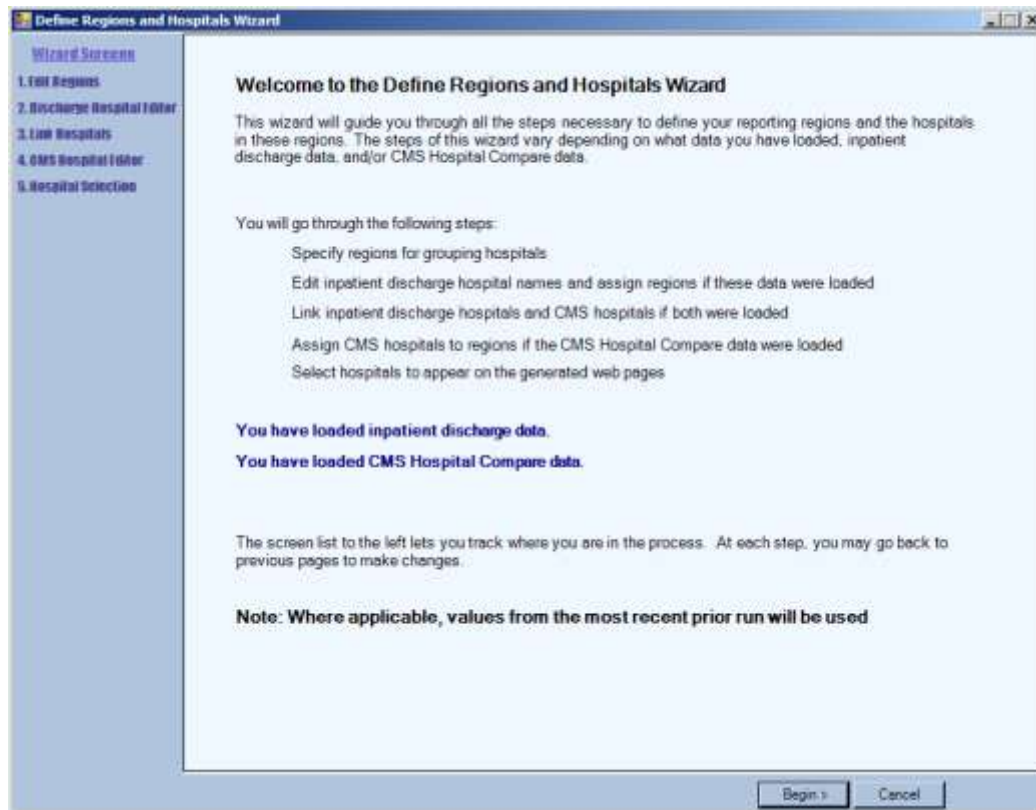 Define Regions and Hospitals Wizard
Wizard Screens
1. Edit Regions
2. Discharge Hospital Editor
3. Link Hospitals
4. CMS Hospital Editor
5. Hospital Selection
Welcome to the Define Regions and Hospitals Wizard
This wizard will guide you through all the steps necessary to define your reporting regions and the hospitals
in these regions. The steps of this wizard vary depending on what data you have loaded, inpatient
discharge data, and/or CMS Hospital Compare data.
You will go through the following steps:
Specify regions for grouping hospitals
Edit inpatient discharge hospital names and assign regions if these data were loaded
Link inpatient discharge hospitals and CMS hospitals if both were loaded
Assign CMS hospitals to regions if the CMS Hospital Compare data were loaded
Select hospitals to appear on the generated web pages
You have loaded inpatient discharge data.
You have loaded CMS Hospital Compare data.
The screen list to the left lets you track where you are in the process. At each step, you may go back to
previous pages to make changes.
Note: Where applicable, values from the most recent prior run will be used
Begin >
Cancel